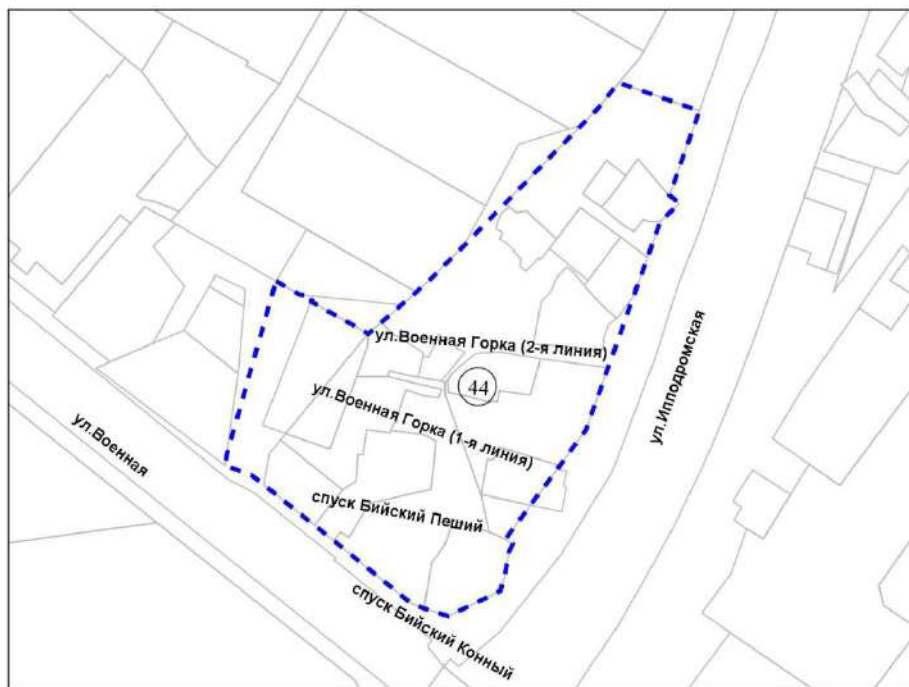 ул.Военная Горка (2-я линия)
44
ул.Военная Горка (1-я линия)
ул.Ипподромская
ул.Военная
спуск Бийский Пеший
спуск Бийский Конный